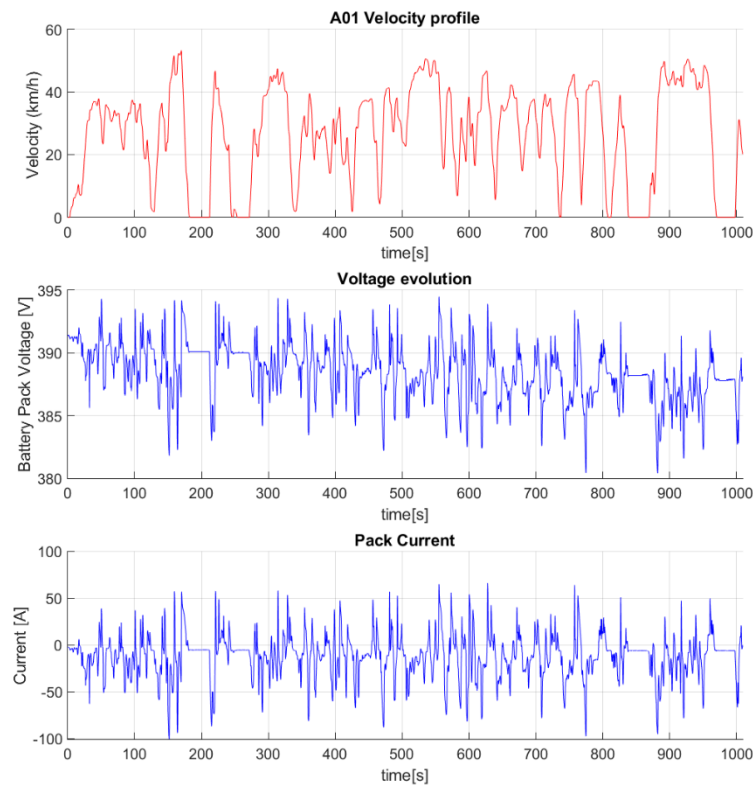 A01 Velocity profile
Velocity (km/h)
60
40
20
0
0 100 200 300 400 500 600 700 800 900 1000
time[s]
Voltage evolution
Battery Pack Voltage [V]
395
390
385
380
0 100 200 300 400 500 600 700 800 900 1000
time[s]
Pack Current
Current [A]
100
50
0
-50
-100
0 100 200 300 400 500 600 700 800 900 1000
time[s]